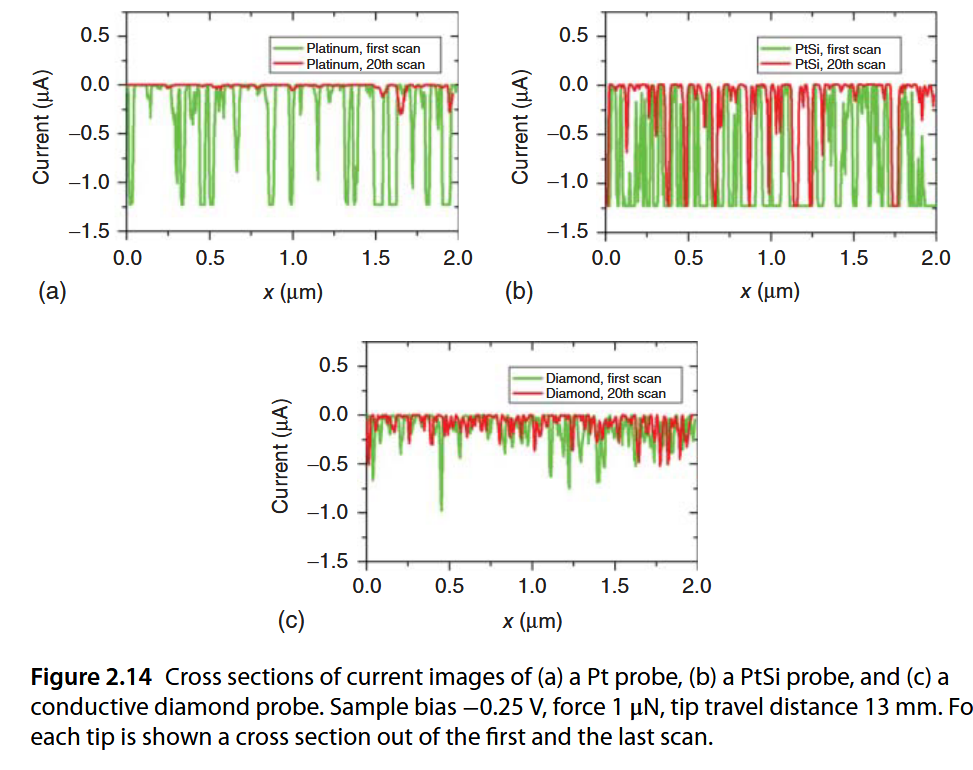 0.5
0.0
−0.5
−1.0
−1.5
Current (μA)
Platinum, first scan
Platinum, 20th scan
0.0 0.5 1.0 1.5 2.0
(a)
x (μm)
0.5
0.0
−0.5
−1.0
−1.5
Current (μA)
PtSi, first scan
PtSi, 20th scan
0.0 0.5 1.0 1.5 2.0
(b)
x (μm)
0.5
0.0
−0.5
−1.0
−1.5
Current (μA)
Diamond, first scan
Diamond, 20th scan
0.0 0.5 1.0 1.5 2.0
(c)
x (μm)
Figure 2.14 Cross sections of current images of (a) a Pt probe, (b) a PtSi probe, and (c) a
conductive diamond probe. Sample bias −0.25 V, force 1 μN, tip travel distance 13 mm. Fo
each tip is shown a cross section out of the first and the last scan.